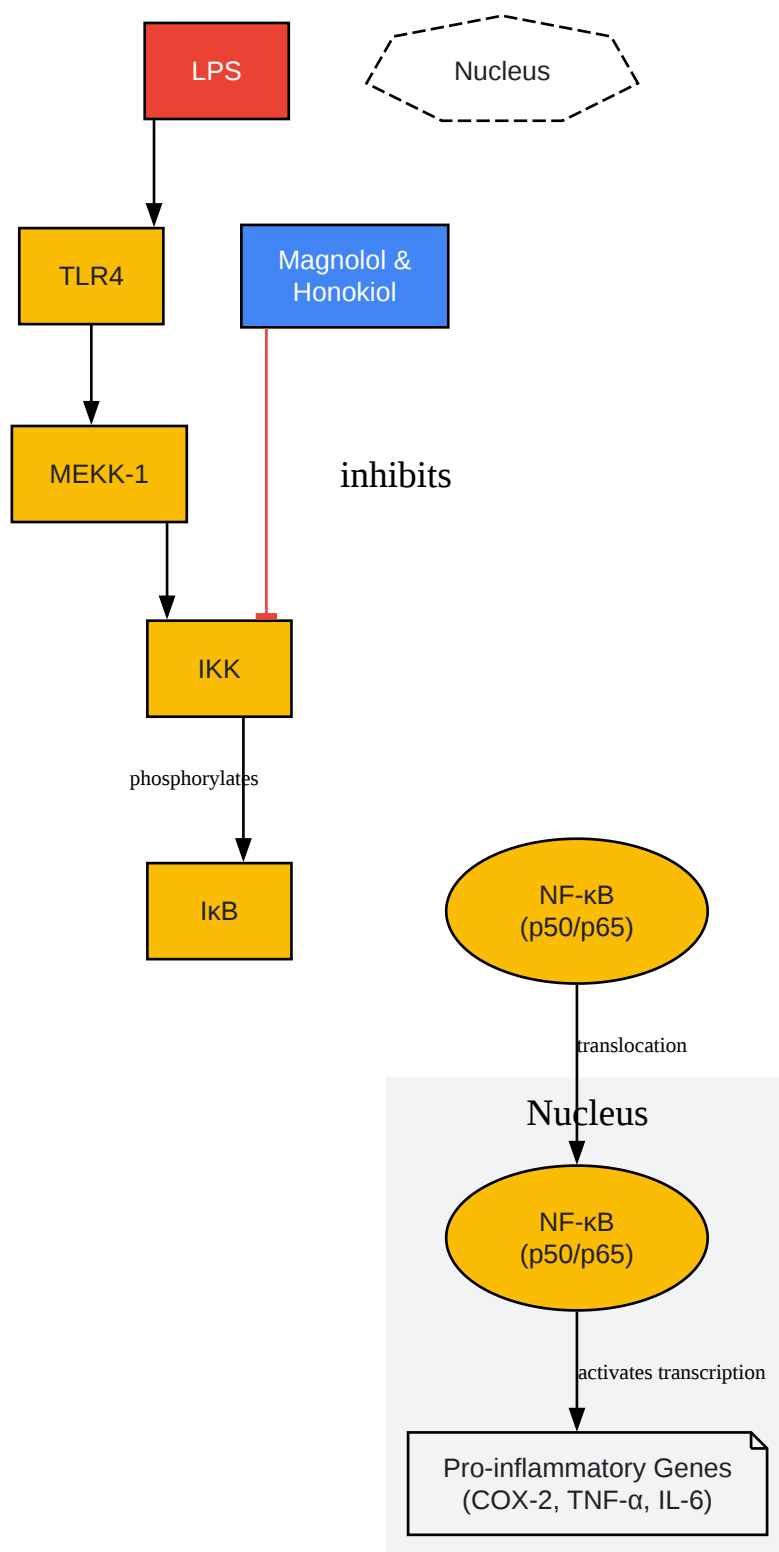 LPS
Nucleus
TLR4
Magnolol &
Honokiol
MEKK-1
inhibits
IKK
phosphorylates
IκB
NF-κB
(p50/p65)
translocation
Nucleus
NF-κB
(p50/p65)
activates transcription
Pro-inflammatory Genes
(COX-2, TNF-α, IL-6)